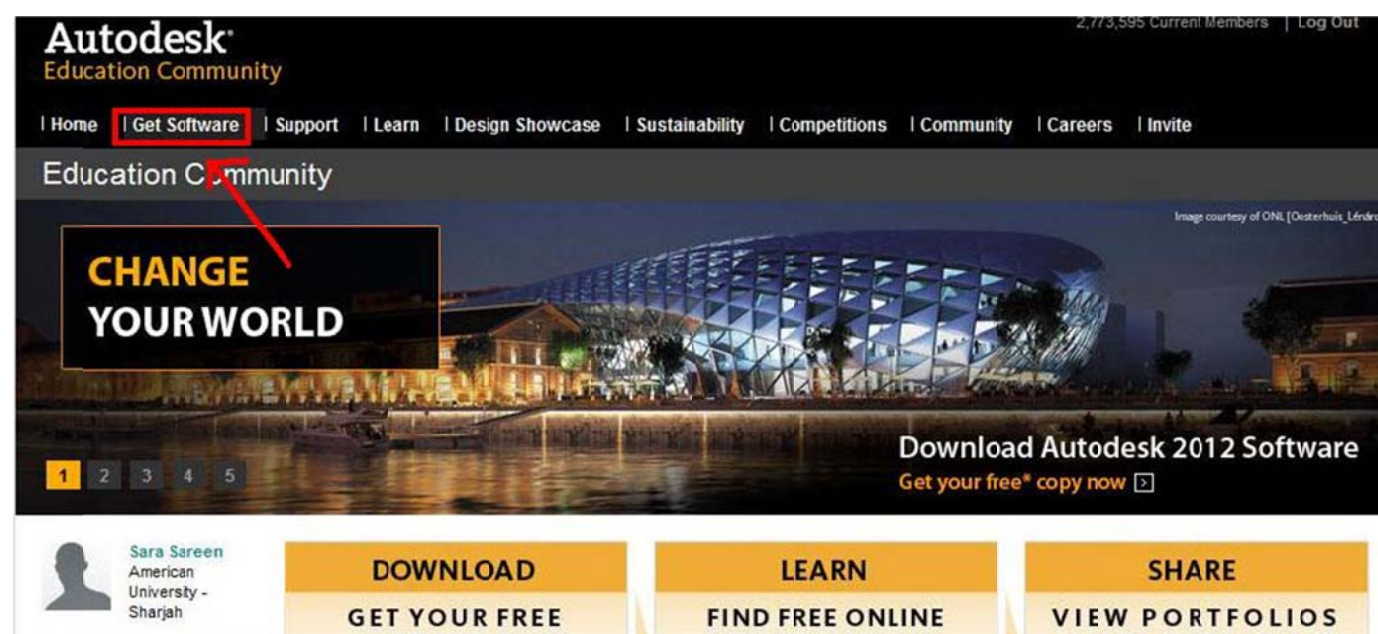 2,773,595 Current Members | Log Out
Autodesk®
Education Community
| Home | Get Software | Support | Learn | Design Showcase | Sustainability | Competitions | Community | Careers | Invite
Education Community
Image courtesy of ONL [Oosterhuis_Lénárd
CHANGE
YOUR WORLD
Download Autodesk 2012 Software
Get your free* copy now
1 2 3 4 5
Sara Sareen
American
University -
Sharjah
DOWNLOAD
GET YOUR FREE
LEARN
FIND FREE ONLINE
SHARE
VIEW PORTFOLIOS